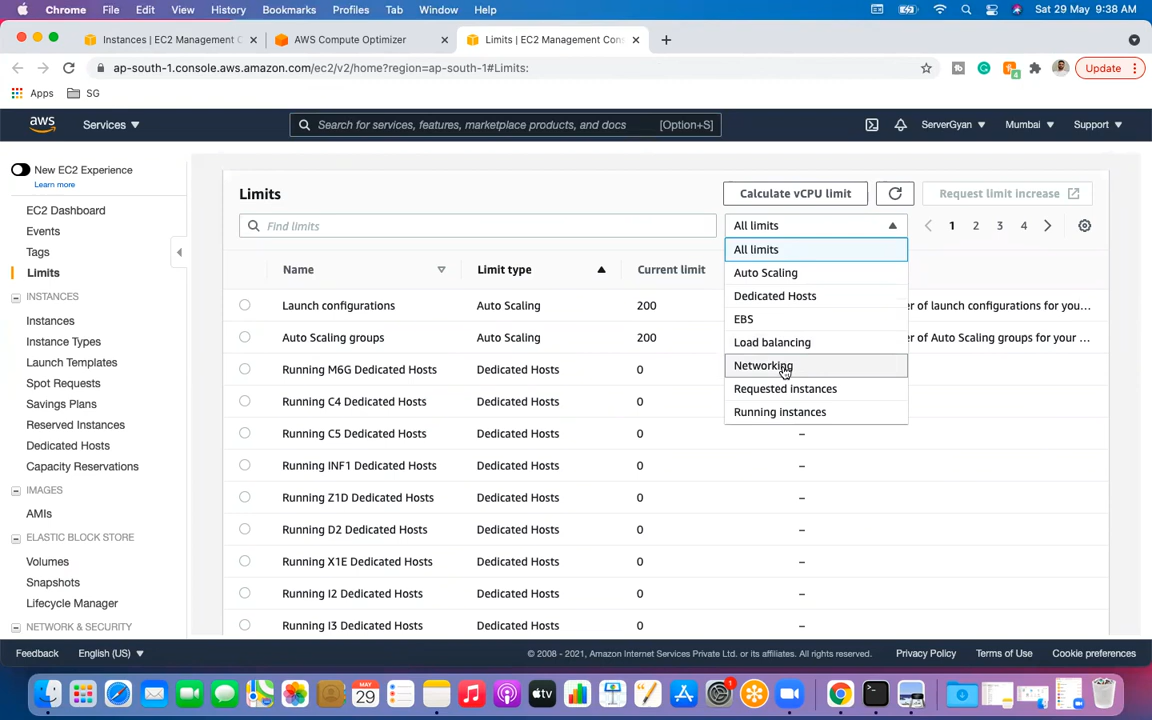 Chrome File Edit View History Bookmarks Profiles Tab Window Help Sat 29 May 9:38 AM
Instances | EC2 Management C AWS Compute Optimizer Limits | EC2 Management Cons
ap-south-1.console.aws.amazon.com/ec2/v2/home?region=ap-south-1#Limits: Update
Apps SG
aws Services Search for services, features, marketplace products, and docs [Option+S] ServerGyan Mumbai Support
New EC2 Experience
Learn more
EC2 Dashboard
Events
Tags
Limits
INSTANCES
Instances
Instance Types
Launch Templates
Spot Requests
Savings Plans
Reserved Instances
Dedicated Hosts
Capacity Reservations
IMAGES
AMIs
ELASTIC BLOCK STORE
Volumes
Snapshots
Lifecycle Manager
NETWORK & SECURITY
Limits Calculate vCPU limit Request limit increase
Find limits All limits 1 2 3 4
All limits
Auto Scaling
Dedicated Hosts
EBS
Load balancing
Networking
Requested instances
Running instances
Name Limit type Current limit
Launch configurations Auto Scaling 200 er of launch configurations for you...
Auto Scaling groups Auto Scaling 200 er of Auto Scaling groups for your ...
Running M6G Dedicated Hosts Dedicated Hosts 0
Running C4 Dedicated Hosts Dedicated Hosts 0
Running C5 Dedicated Hosts Dedicated Hosts 0 –
Running INF1 Dedicated Hosts Dedicated Hosts 0 –
Running Z1D Dedicated Hosts Dedicated Hosts 0 –
Running D2 Dedicated Hosts Dedicated Hosts 0 –
Running X1E Dedicated Hosts Dedicated Hosts 0 –
Running I2 Dedicated Hosts Dedicated Hosts 0 –
Running I3 Dedicated Hosts Dedicated Hosts 0 –
Feedback English (US) © 2008 - 2021, Amazon Internet Services Private Ltd. or its affiliates. All rights reserved. Privacy Policy Terms of Use Cookie preferences
MAY
29
tv
1